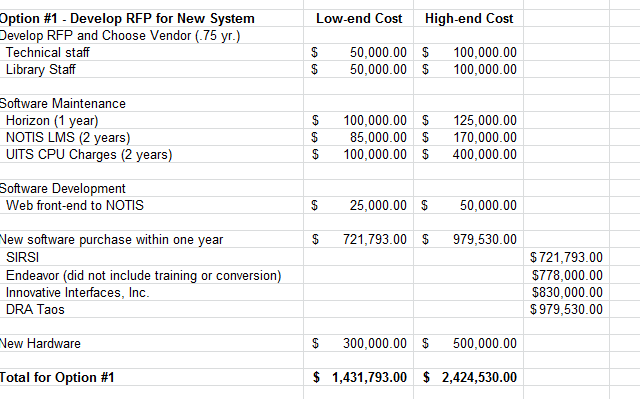 Option #1 - Develop RFP for New System Low-end Cost High-end Cost
Develop RFP and Choose Vendor (.75 yr.)
Technical staff $ 50,000.00 $ 100,000.00
Library Staff $ 50,000.00 $ 100,000.00
Software Maintenance
Horizon (1 year) $ 100,000.00 $ 125,000.00
NOTIS LMS (2 years) $ 85,000.00 $ 170,000.00
UITS CPU Charges (2 years) $ 100,000.00 $ 400,000.00
Software Development
Web front-end to NOTIS $ 25,000.00 $ 50,000.00
New software purchase within one year $ 721,793.00 $ 979,530.00
SIRSI $721,793.00
Endeavor (did not include training or conversion) $778,000.00
Innovative Interfaces, Inc. $830,000.00
DRA Taos $979,530.00
New Hardware $ 300,000.00 $ 500,000.00
Total for Option #1 $ 1,431,793.00 $ 2,424,530.00